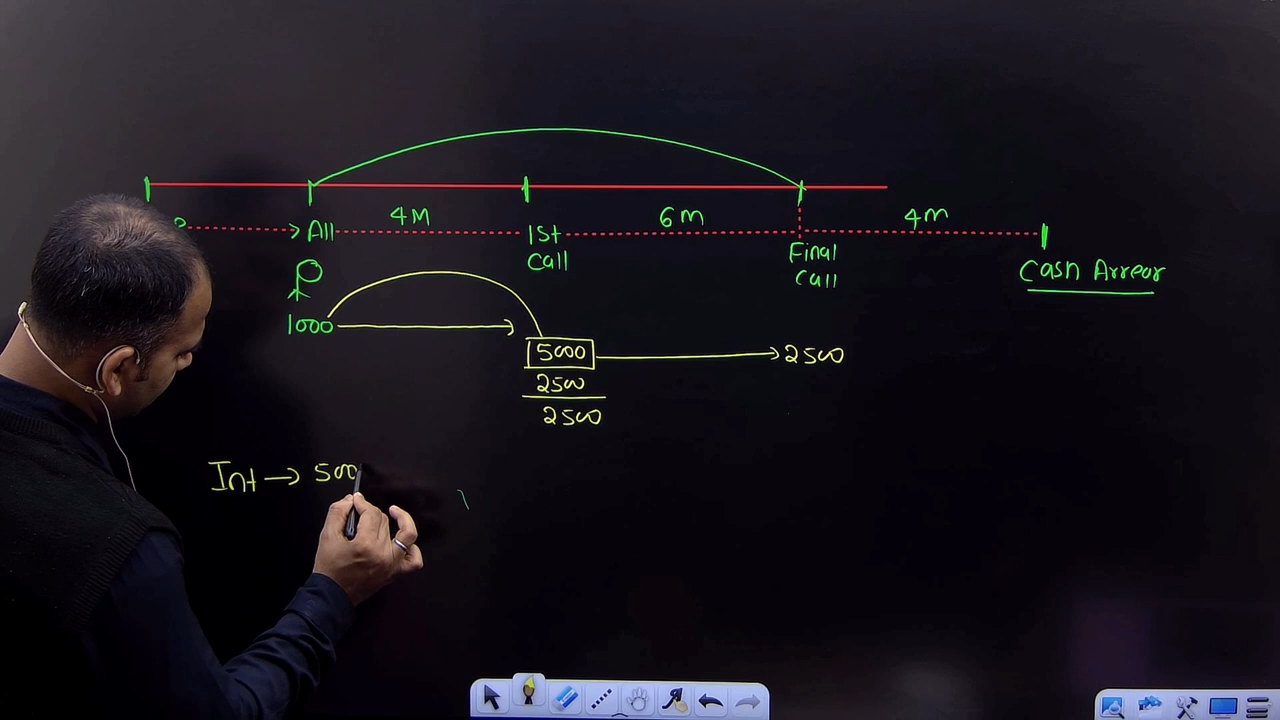 All 4M 1st Call 6m Final Call 4m Cash Arrear
1000
5000 2500
2500
2500
Int → 500